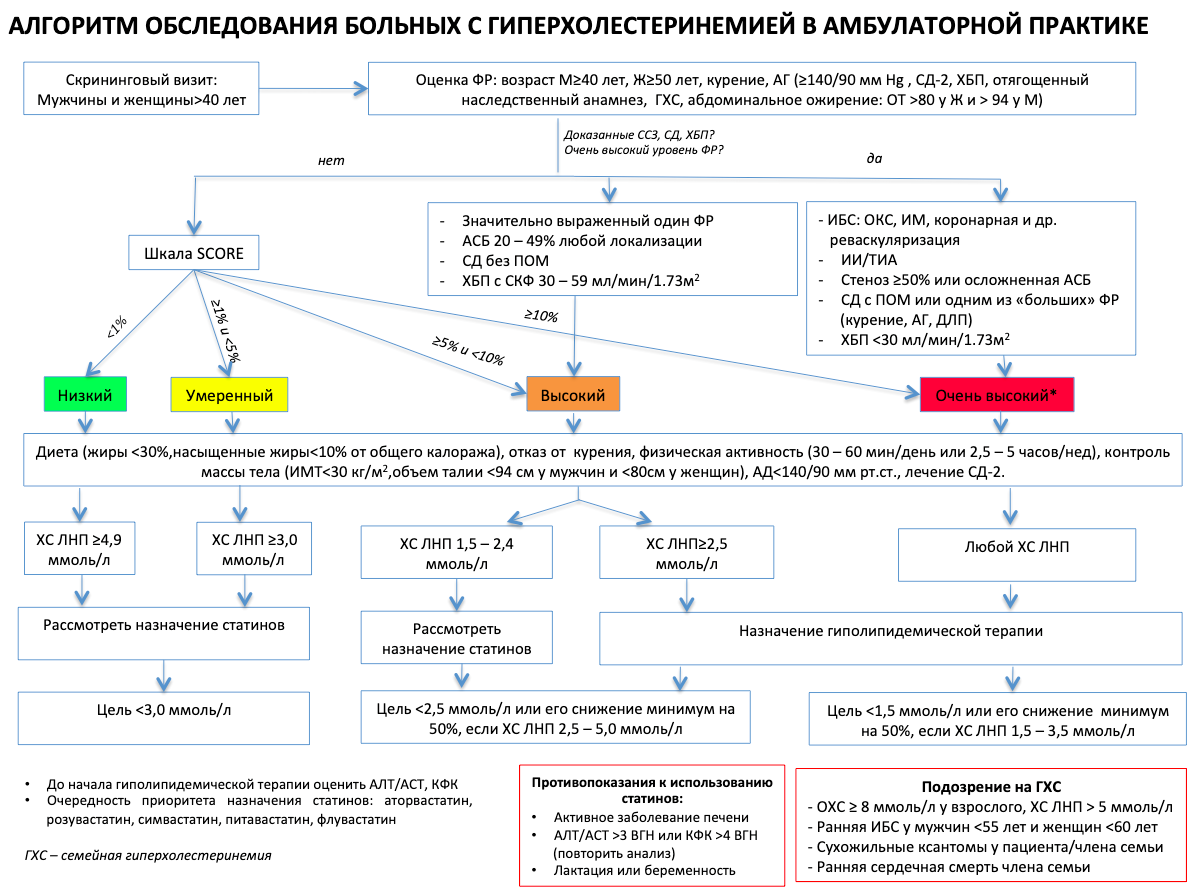 АЛГОРИТМ ОБСЛЕДОВАНИЯ БОЛЬНЫХ С ГИПЕРХОЛЕСТЕРИНЕМИЕЙ В АМБУЛАТОРНОЙ ПРАКТИКЕ
Скрининговый визит:
Мужчины и женщины>40 лет
Оценка ФР: возраст М≥40 лет, Ж≥50 лет, курение, АГ (≥140/90 мм Hg , СД-2, ХБП, отягощенный
наследственный анамнез, ГХС, абдоминальное ожирение: ОТ >80 у Ж и > 94 у М)
Доказанные ССЗ, СД, ХБП?
Очень высокий уровень ФР?
нет
да
Шкала SCORE
- Значительно выраженный один ФР
- АСБ 20 – 49% любой локализации
- СД без ПОМ
- ХБП с СКФ 30 – 59 мл/мин/1.73м²
- ИБС: ОКС, ИМ, коронарная и др.
реваскуляризация
- ИИ/ТИА
- Стеноз ≥50% или осложненная АСБ
- СД с ПОМ или одним из «больших» ФР
(курение, АГ, ДЛП)
- ХБП <30 мл/мин/1.73м²
<1%
≥1% и <5%
≥5% и <10%
≥10%
Низкий
Умеренный
Высокий
Очень высокий*
Диета (жиры <30%,насыщенные жиры<10% от общего калоража), отказ от курения, физическая активность (30 – 60 мин/день или 2,5 – 5 часов/нед), контроль
массы тела (ИМТ<30 кг/м²,объем талии <94 см у мужчин и <80см у женщин), АД<140/90 мм рт.ст., лечение СД-2.
ХС ЛНП ≥4,9
ммоль/л
ХС ЛНП ≥3,0
ммоль/л
ХС ЛНП 1,5 – 2,4
ммоль/л
ХС ЛНП≥2,5
ммоль/л
Любой ХС ЛНП
Рассмотреть назначение статинов
Рассмотреть
назначение статинов
Назначение гиполипидемической терапии
Цель <3,0 ммоль/л
Цель <2,5 ммоль/л или его снижение минимум на
50%, если ХС ЛНП 2,5 – 5,0 ммоль/л
Цель <1,5 ммоль/л или его снижение минимум
на 50%, если ХС ЛНП 1,5 – 3,5 ммоль/л
• До начала гиполипидемической терапии оценить АЛТ/АСТ, КФК
• Очередность приоритета назначения статинов: аторвастатин,
розувастатин, симвастатин, питавастатин, флувастатин
ГХС – семейная гиперхолестеринемия
Противопоказания к использованию
статинов:
• Активное заболевание печени
• АЛТ/АСТ >3 ВГН или КФК >4 ВГН
(повторить анализ)
• Лактация или беременность
Подозрение на ГХС
- ОХС ≥ 8 ммоль/л у взрослого, ХС ЛНП > 5 ммоль/л
- Ранняя ИБС у мужчин <55 лет и женщин <60 лет
- Сухожильные ксантомы у пациента/члена семьи
- Ранняя сердечная смерть члена семьи